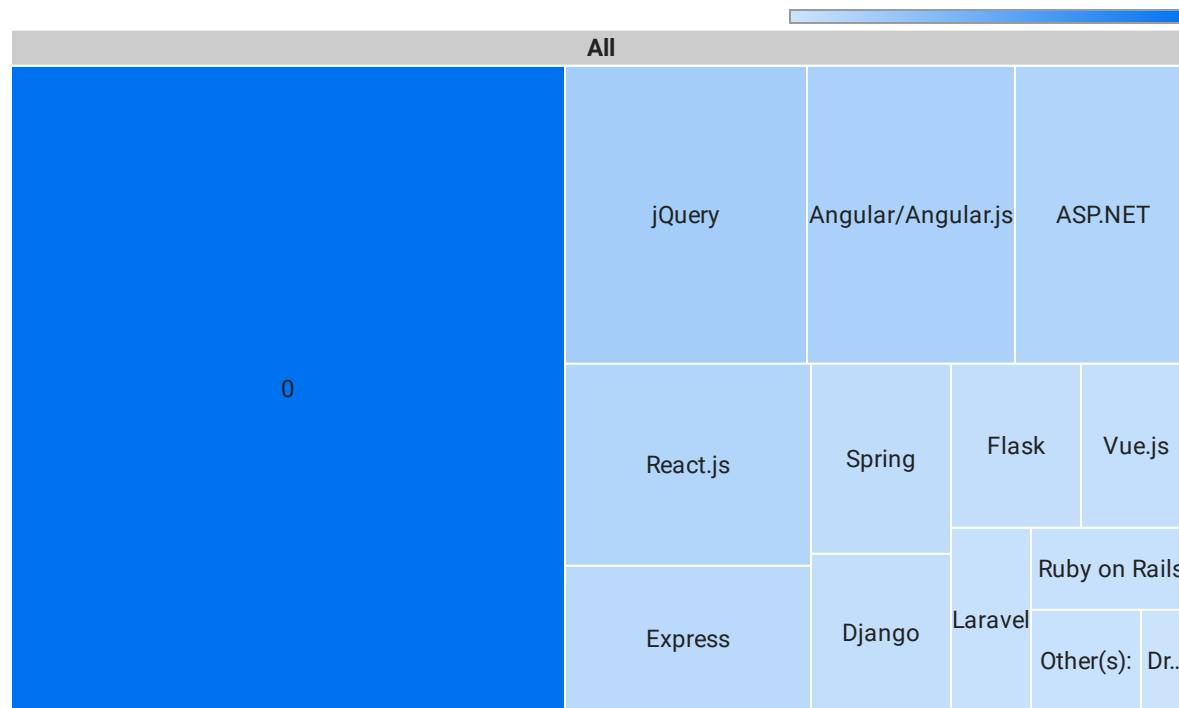 All
0
jQuery
Angular/Angular.js
ASP.NET
React.js
Spring
Flask
Vue.js
Express
Django
Laravel
Ruby on Rails
Other(s):
Dr...